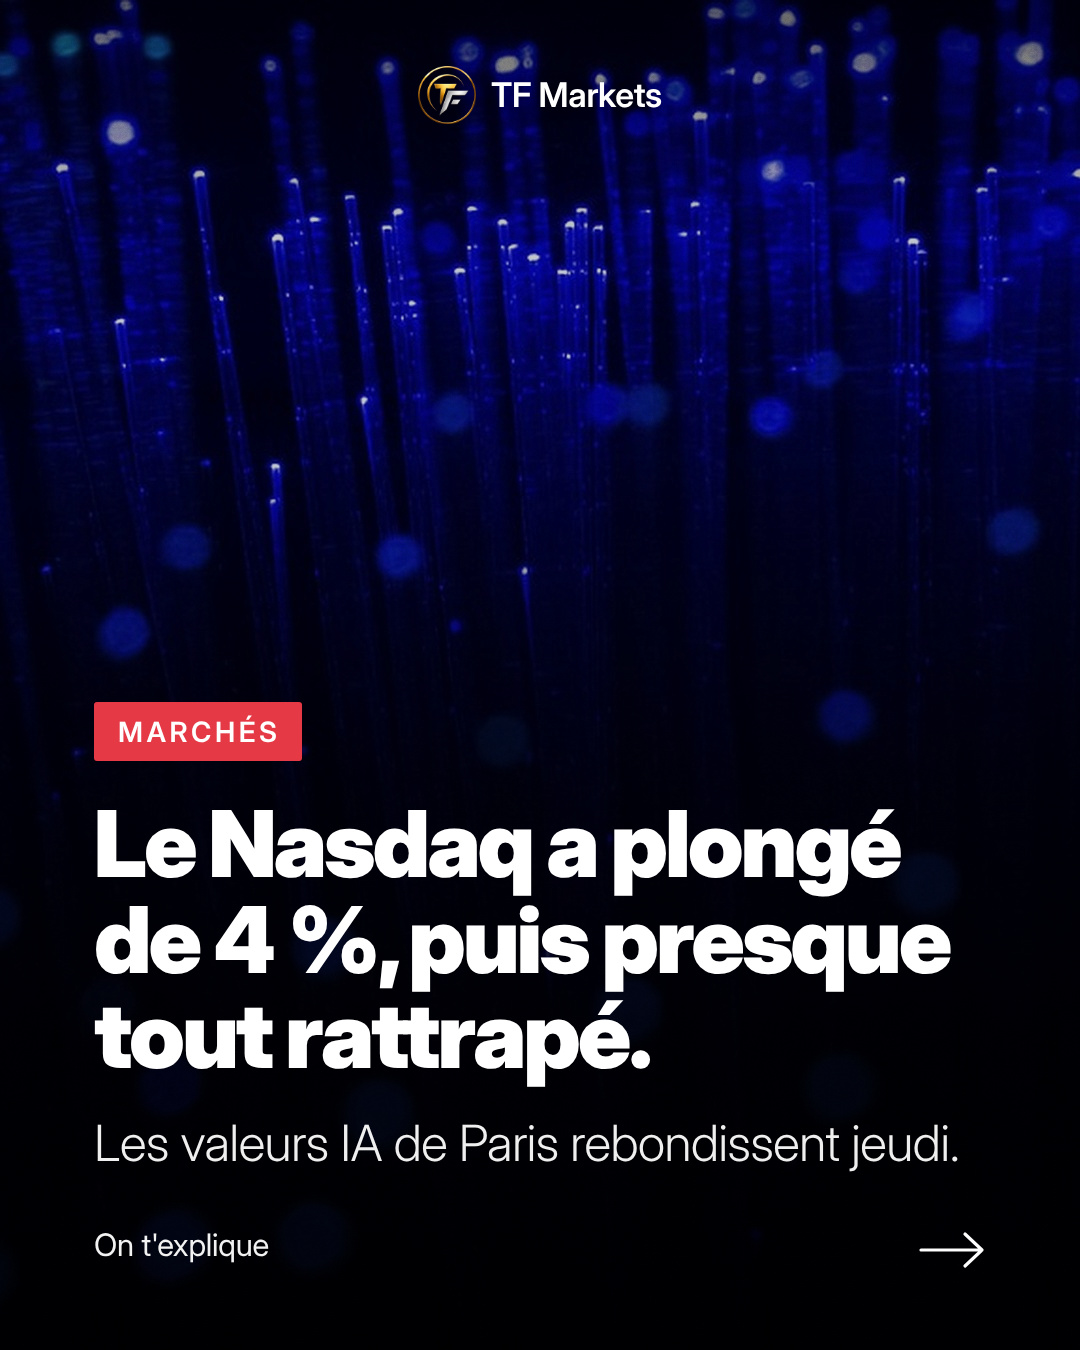 TF Markets
MARCHÉS
Le Nasdaq a plongé
de 4 %, puis presque
tout rattrapé.
Les valeurs IA de Paris rebondissent jeudi.
On t'explique